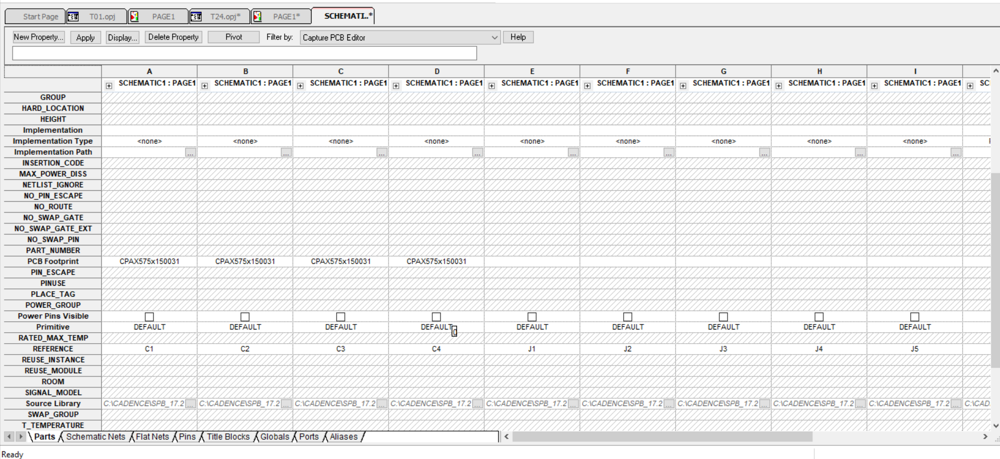 Start Page T01.opj PAGE1 T24.opj* PAGE1* SCHEMATI..*
New Property... Apply Display... Delete Property Pivot Filter by: Capture PCB Editor Help
A B C D E F G H I
SCHEMATIC1 : PAGE1 SCHEMATIC1 : PAGE1 SCHEMATIC1 : PAGE1 SCHEMATIC1 : PAGE1 SCHEMATIC1 : PAGE1 SCHEMATIC1 : PAGE1 SCHEMATIC1 : PAGE1 SCHEMATIC1 : PAGE1 SCHEMATIC1 : PAGE1 SC
GROUP
HARD_LOCATION
HEIGHT
Implementation
Implementation Type <none> <none> <none> <none> <none> <none> <none> <none> <none>
Implementation Path ... ... ... ... ... ... ... ... ...
INSERTION_CODE
MAX_POWER_DISS
NETLIST_IGNORE
NO_PIN_ESCAPE
NO_ROUTE
NO_SWAP_GATE
NO_SWAP_GATE_EXT
NO_SWAP_PIN
PART_NUMBER
PCB Footprint CPAX575x150031 CPAX575x150031 CPAX575x150031 CPAX575x150031
PIN_ESCAPE
PINUSE
PLACE_TAG
POWER_GROUP
Power Pins Visible
Primitive DEFAULT DEFAULT DEFAULT DEFAULT DEFAULT DEFAULT DEFAULT DEFAULT DEFAULT
RATED_MAX_TEMP
REFERENCE C1 C2 C3 C4 J1 J2 J3 J4 J5
REUSE_INSTANCE
REUSE_MODULE
ROOM
SIGNAL_MODEL
Source Library C:\CADENCE\SPB_17.2 ... C:\CADENCE\SPB_17.2 ... C:\CADENCE\SPB_17.2 ... C:\CADENCE\SPB_17.2 ... C:\CADENCE\SPB_17.2 ... C:\CADENCE\SPB_17.2 ... C:\CADENCE\SPB_17.2 ... C:\CADENCE\SPB_17.2 ... C:\CADENCE\SPB_17.2 ... C:\CAD
SWAP_GROUP
T_TEMPERATURE
Parts Schematic Nets Flat Nets Pins Title Blocks Globals Ports Aliases
Ready